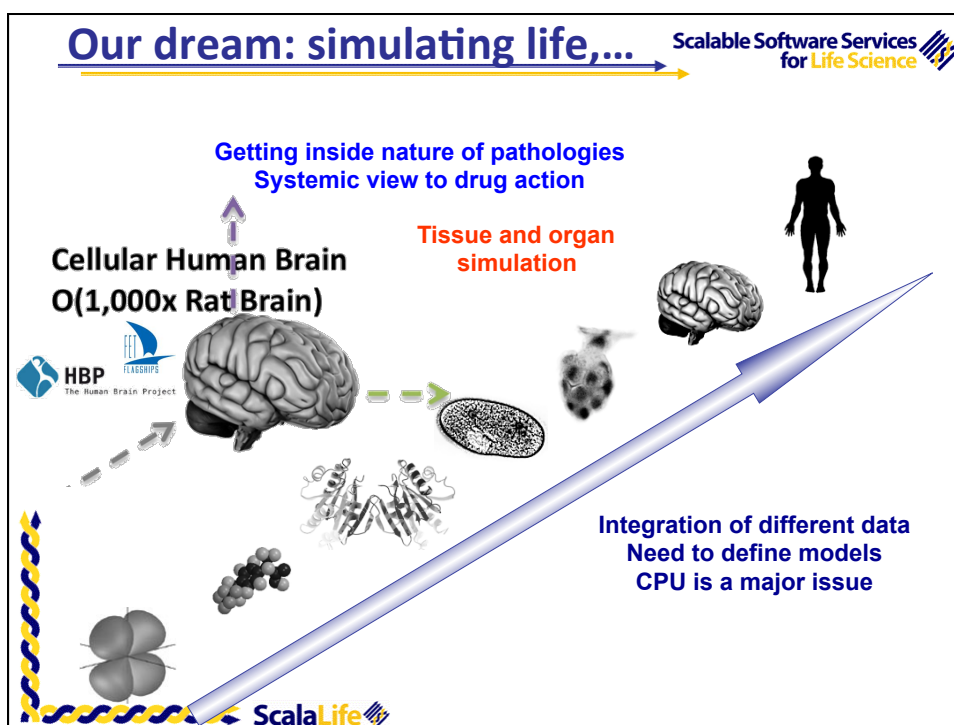 Our dream: simulating life,...
Scalable Software Services
for Life Science
Getting inside nature of pathologies
Systemic view to drug action
Tissue and organ
simulation
Cellular Human Brain
O(1,000x Rat Brain)
FET
FLAGSHIPS
HBP
The Human Brain Project
Integration of different data
Need to define models
CPU is a major issue
ScalaLife